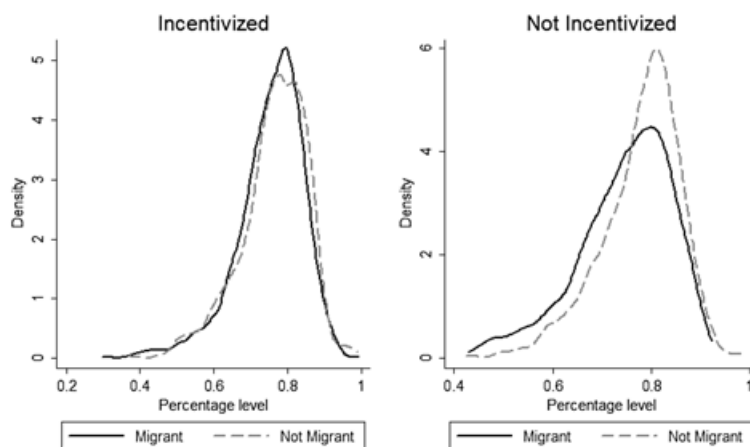 Incentivized
Not Incentivized
Density
5
4
3
2
1
0
0.2
0.4
0.6
0.8
1
Percentage level
Density
6
4
2
0
0.4
0.6
0.8
1
Percentage level
Migrant
Not Migrant
Migrant
Not Migrant